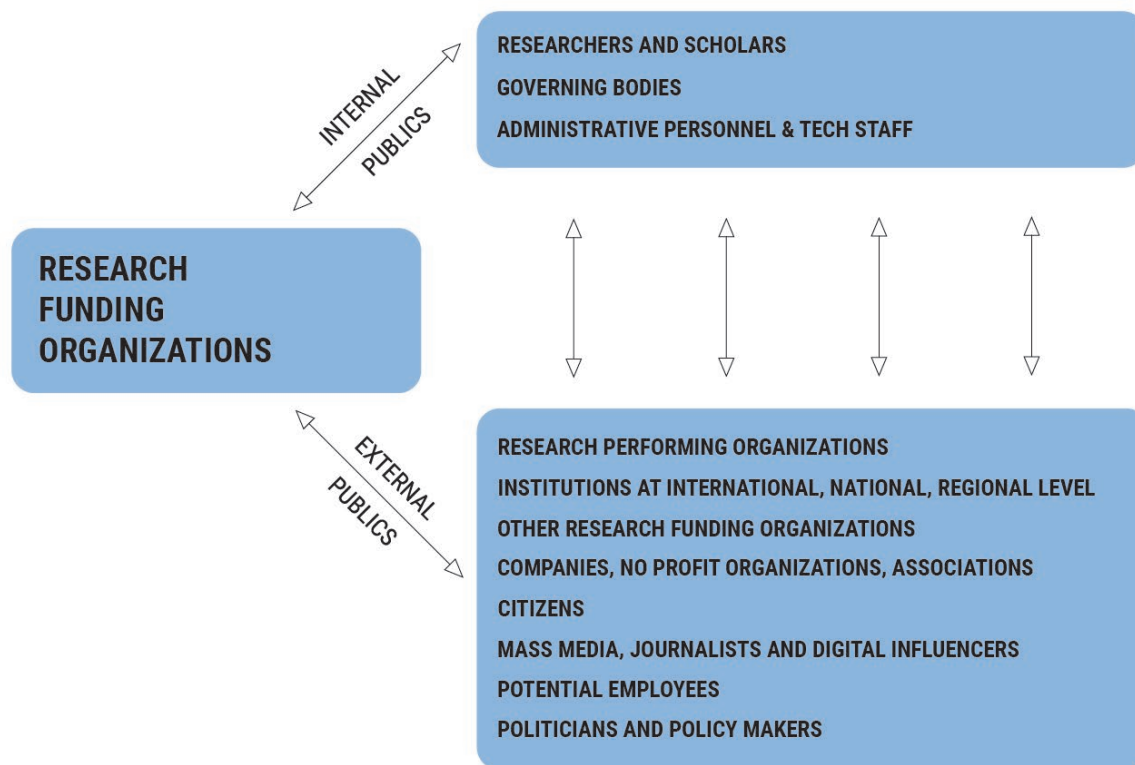 RESEARCHERS AND SCHOLARS
GOVERNING BODIES
ADMINISTRATIVE PERSONNEL & TECH STAFF
INTERNAL
PUBLICS
RESEARCH
FUNDING
ORGANIZATIONS
EXTERNAL
PUBLICS
RESEARCH PERFORMING ORGANIZATIONS
INSTITUTIONS AT INTERNATIONAL, NATIONAL, REGIONAL LEVEL
OTHER RESEARCH FUNDING ORGANIZATIONS
COMPANIES, NO PROFIT ORGANIZATIONS, ASSOCIATIONS
CITIZENS
MASS MEDIA, JOURNALISTS AND DIGITAL INFLUENCERS
POTENTIAL EMPLOYEES
POLITICIANS AND POLICY MAKERS